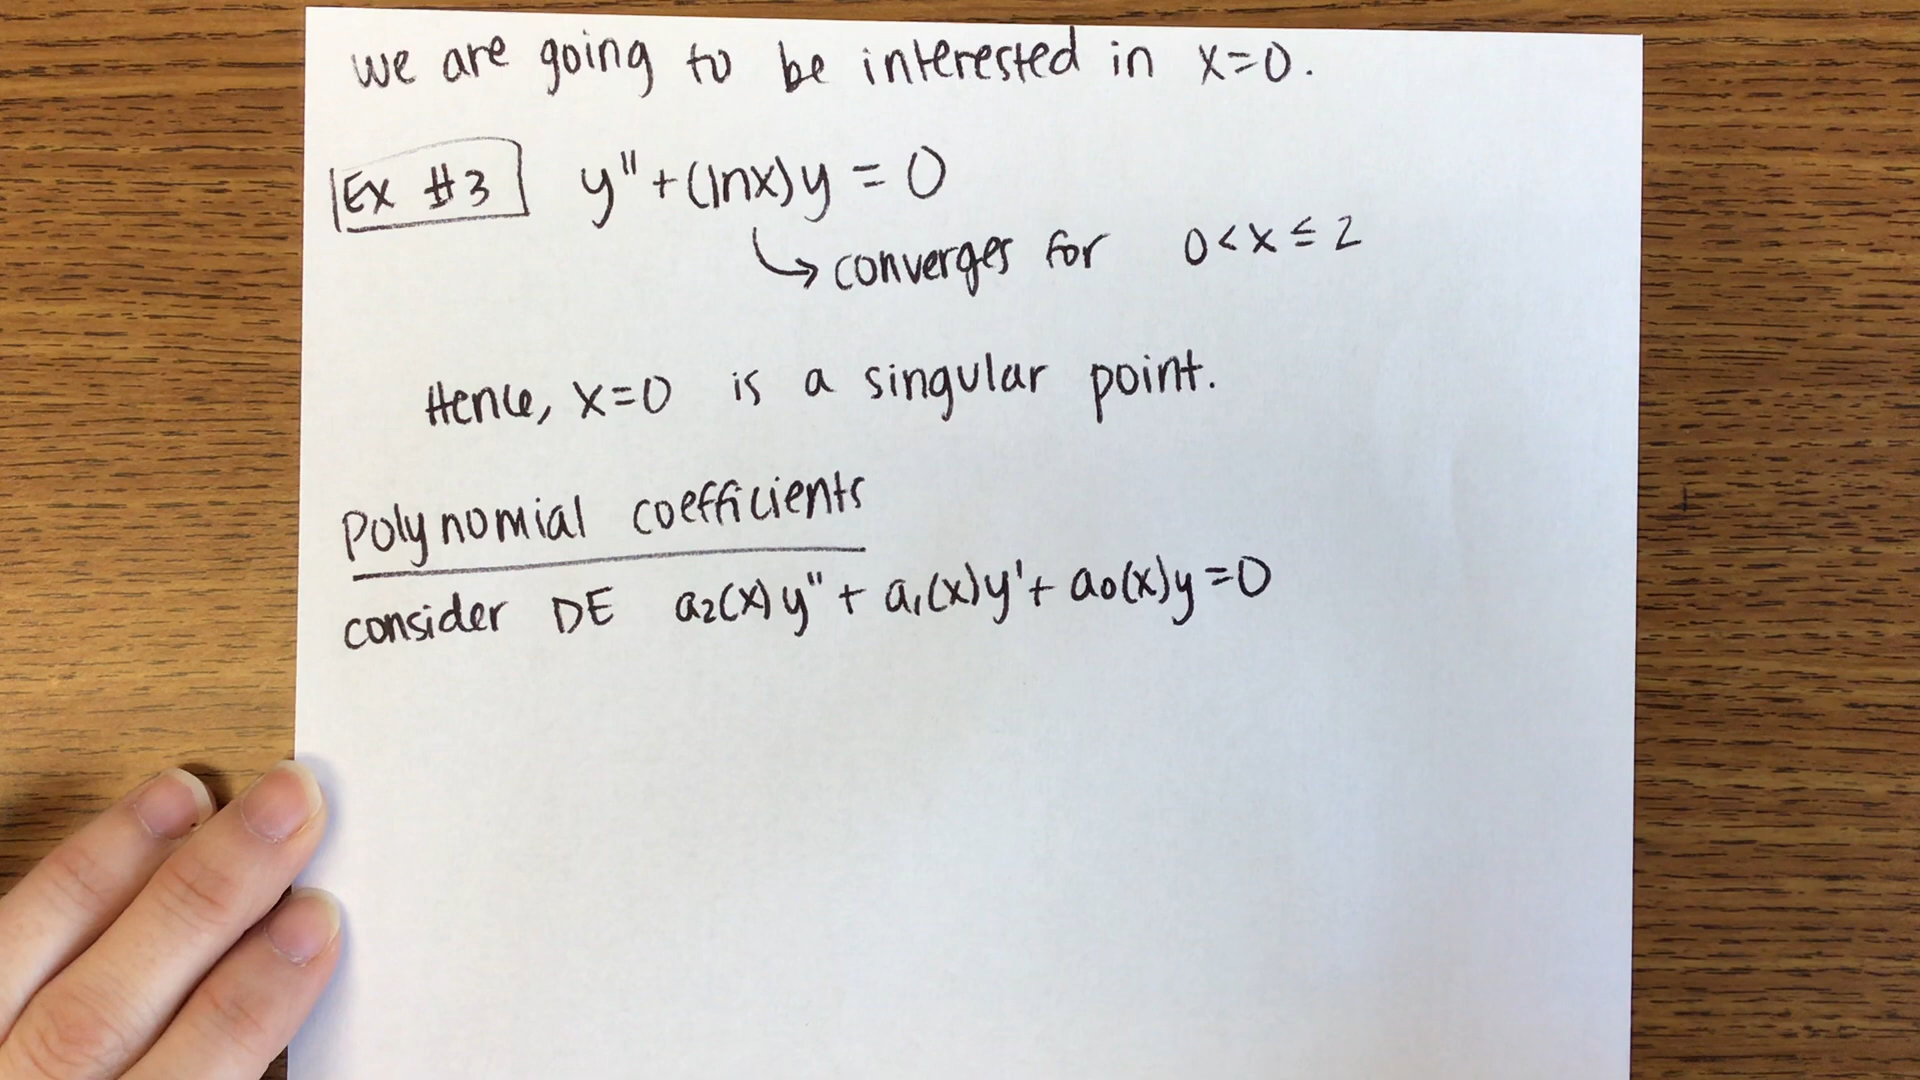 we are going to be interested in x=0.
Ex #3 y"+(lnx)y = 0
↳ converges for 0<x≤2
Hence, x=0 is a singular point.
Polynomial coefficients
consider DE a₂(x)y"+ a₁(x)y'+ a₀(x)y=0